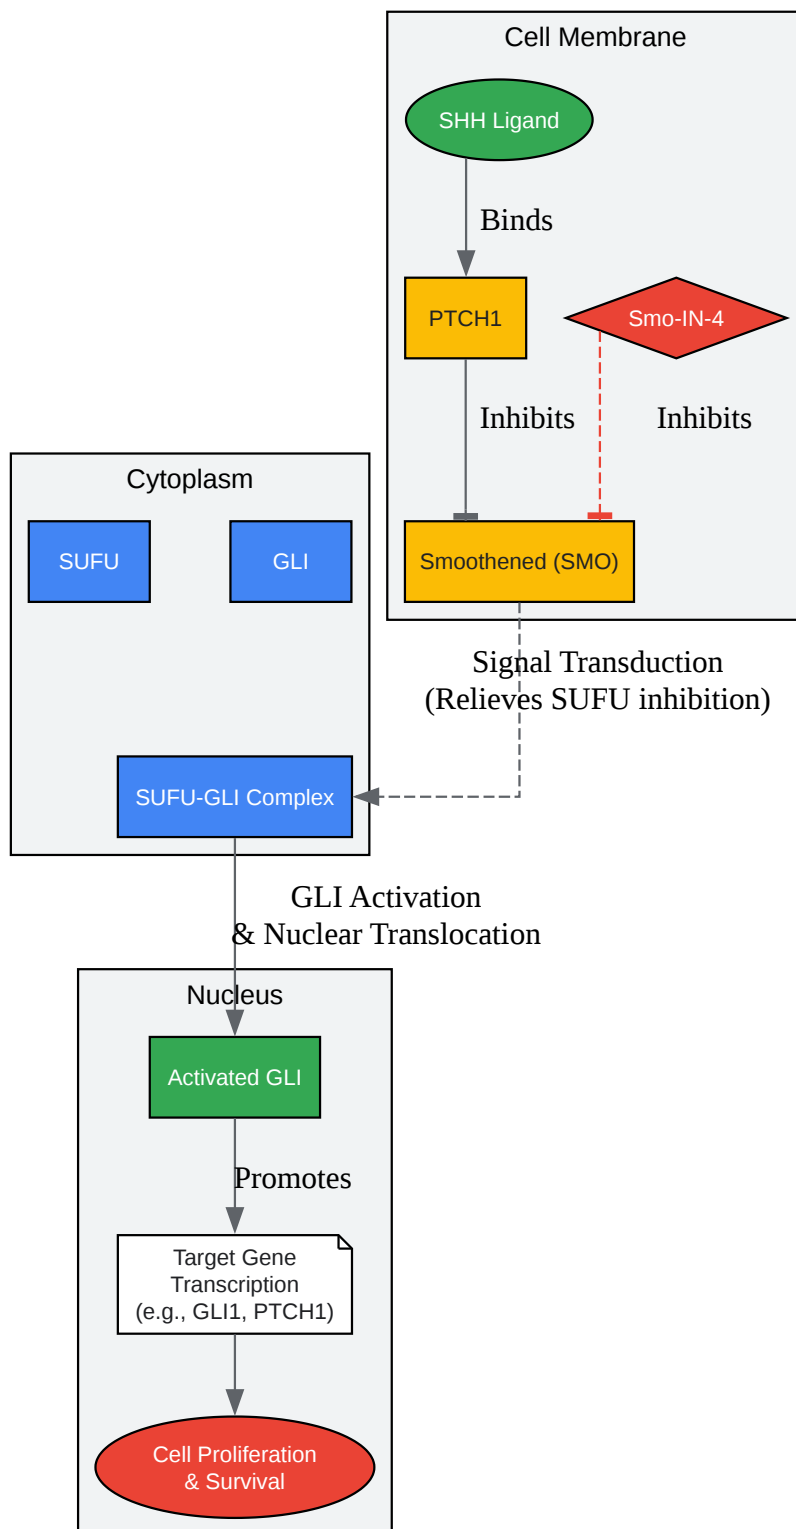 Cell Membrane
SHH Ligand
Binds
PTCH1
Smo-IN-4
Inhibits
Inhibits
Cytoplasm
SUFU
GLI
Smoothened (SMO)
Signal Transduction
(Relieves SUFU inhibition)
SUFU-GLI Complex
GLI Activation
& Nuclear Translocation
Nucleus
Activated GLI
Promotes
Target Gene
Transcription
(e.g., GLI1, PTCH1)
Cell Proliferation
& Survival